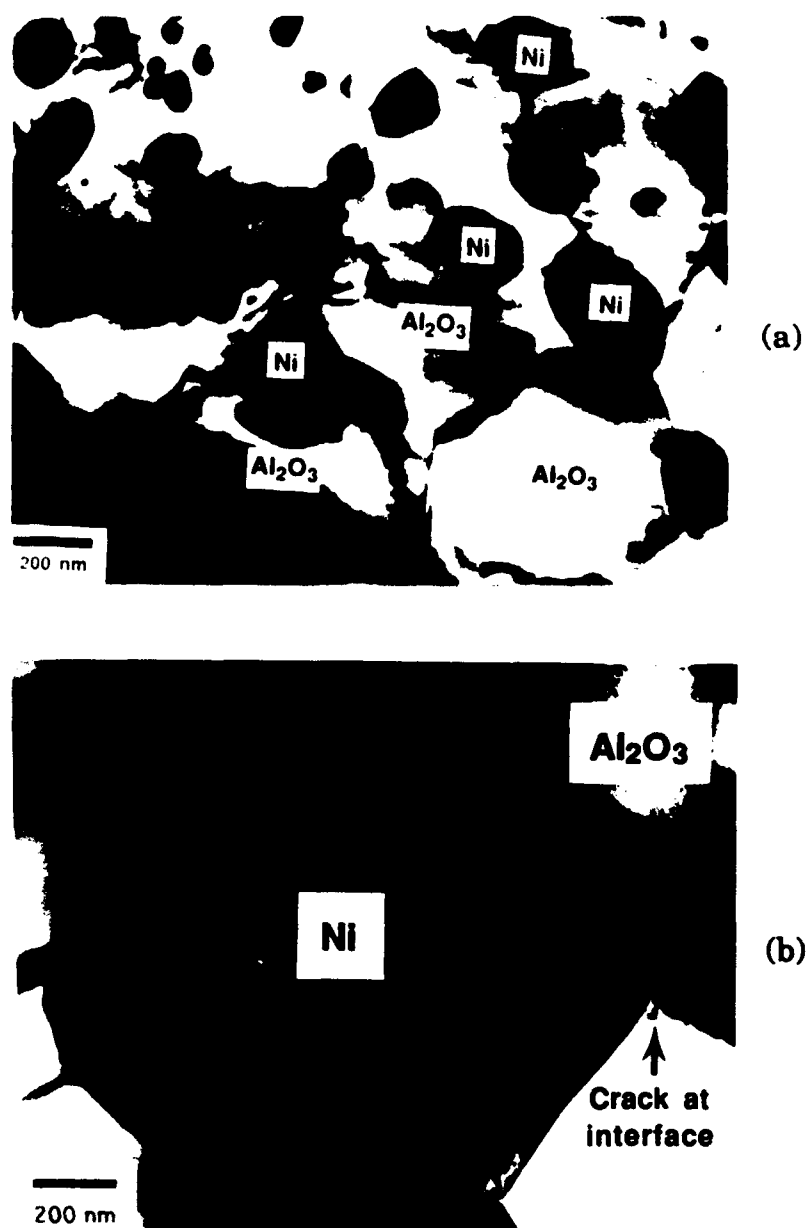 Ni
Ni
Ni
Al₂O₃
Ni
Al₂O₃
Al₂O₃
200 nm
(a)
Al₂O₃
Ni
(b)
Crack at
interface
200 nm